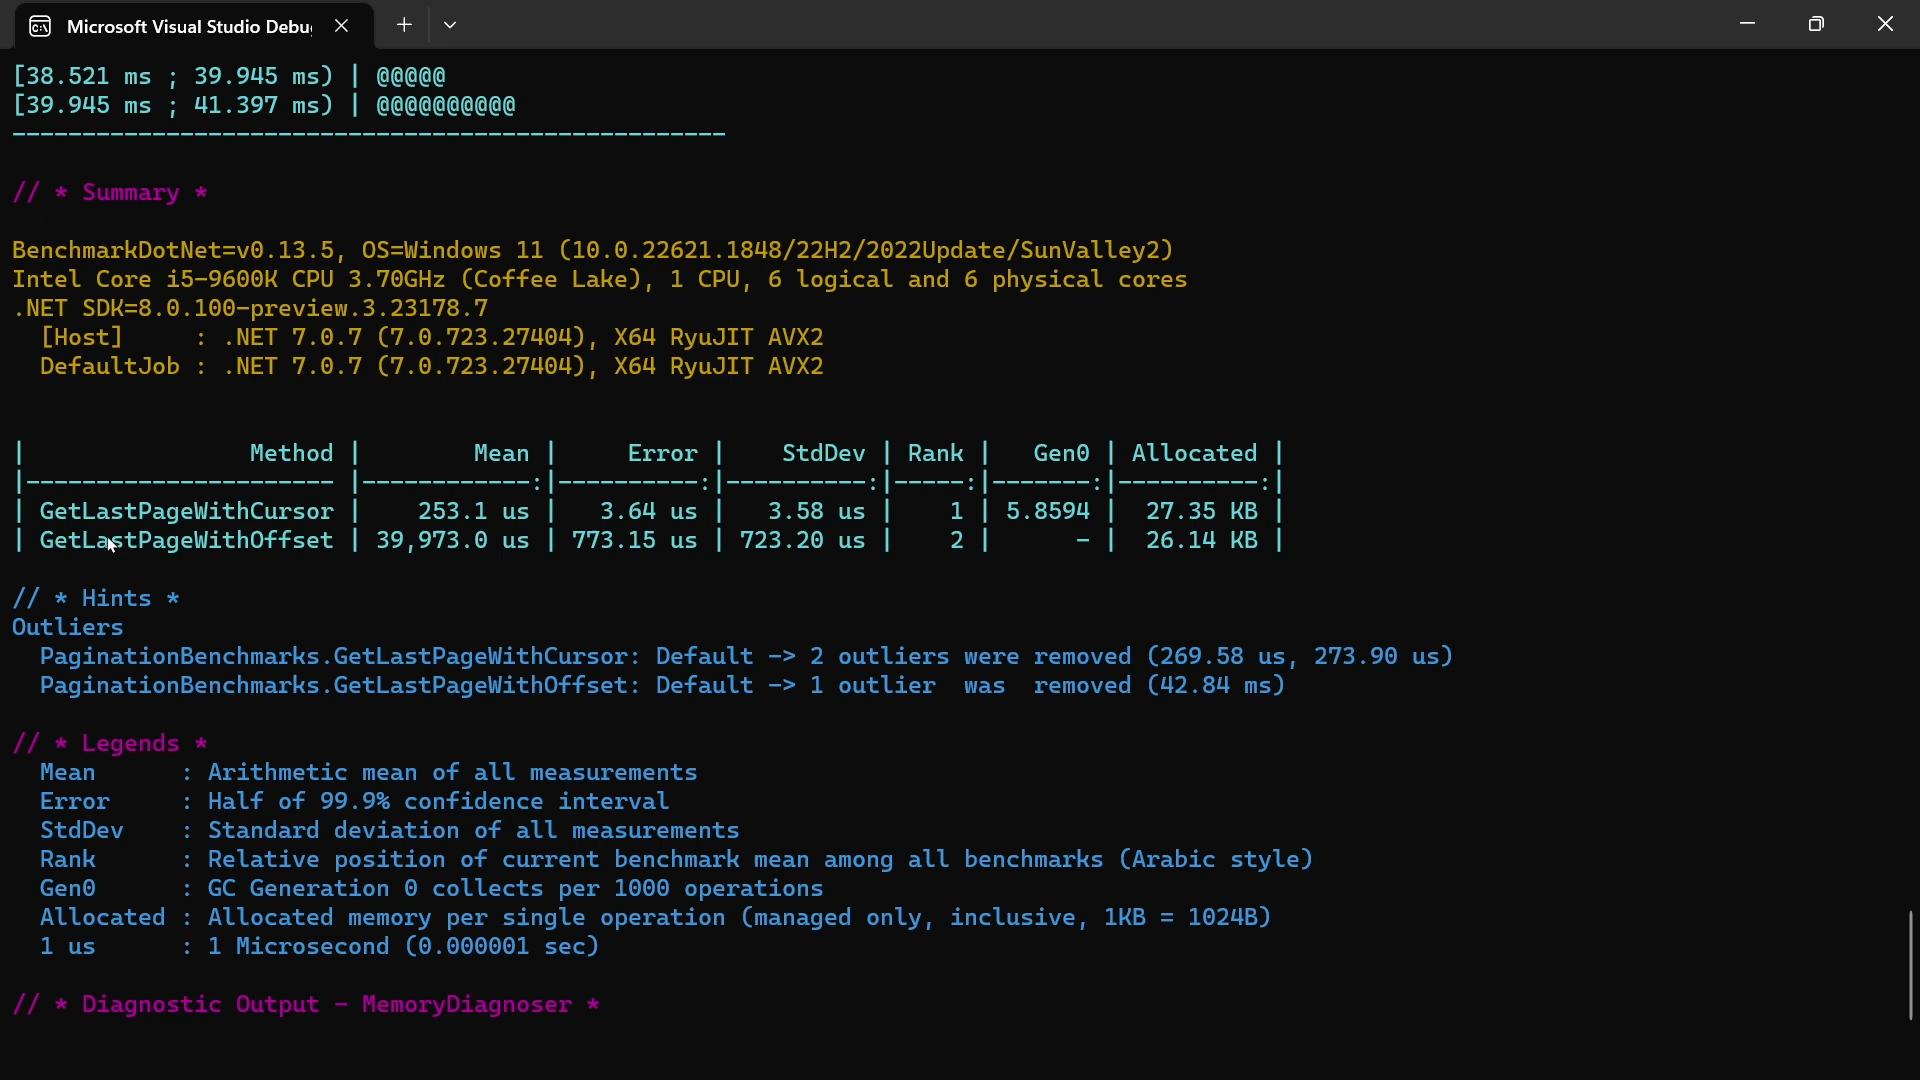 Microsoft Visual Studio Debu
[38.521 ms ; 39.945 ms) | @@@@@
[39.945 ms ; 41.397 ms) | @@@@@@@@@@
---------------------------------------------------
// * Summary *
BenchmarkDotNet=v0.13.5, OS=Windows 11 (10.0.22621.1848/22H2/2022Update/SunValley2)
Intel Core i5-9600K CPU 3.70GHz (Coffee Lake), 1 CPU, 6 logical and 6 physical cores
.NET SDK=8.0.100-preview.3.23178.7
[Host]     : .NET 7.0.7 (7.0.723.27404), X64 RyuJIT AVX2
DefaultJob : .NET 7.0.7 (7.0.723.27404), X64 RyuJIT AVX2
|                Method |        Mean |     Error |    StdDev | Rank |   Gen0 | Allocated |
|---------------------- |------------:|----------:|----------:|-----:|-------:|----------:|
| GetLastPageWithCursor |    253.1 us |   3.64 us |   3.58 us |    1 | 5.8594 |  27.35 KB |
| GetLastPageWithOffset | 39,973.0 us | 773.15 us | 723.20 us |    2 |      - |  26.14 KB |
// * Hints *
Outliers
PaginationBenchmarks.GetLastPageWithCursor: Default -> 2 outliers were removed (269.58 us, 273.90 us)
PaginationBenchmarks.GetLastPageWithOffset: Default -> 1 outlier  was  removed (42.84 ms)
// * Legends *
Mean      : Arithmetic mean of all measurements
Error     : Half of 99.9% confidence interval
StdDev    : Standard deviation of all measurements
Rank      : Relative position of current benchmark mean among all benchmarks (Arabic style)
Gen0      : GC Generation 0 collects per 1000 operations
Allocated : Allocated memory per single operation (managed only, inclusive, 1KB = 1024B)
1 us      : 1 Microsecond (0.000001 sec)
// * Diagnostic Output - MemoryDiagnoser *